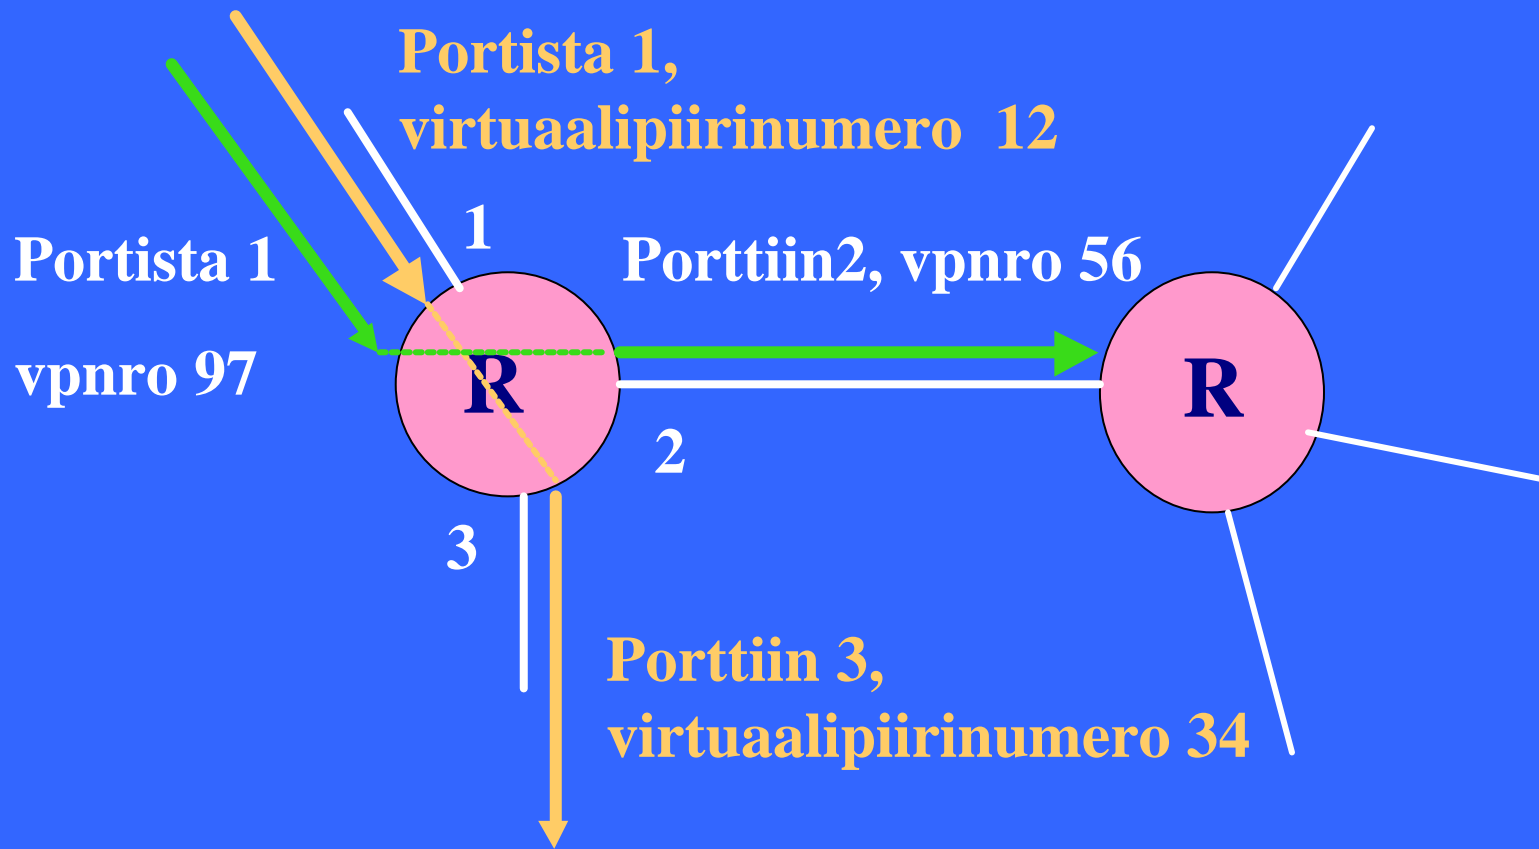 Portista 1,
virtuaalipiirinumero 12
1
Portista 1
Porttiin2, vpnro 56
vpnro 97
R
R
2
3
Porttiin 3,
virtuaalipiirinumero 34